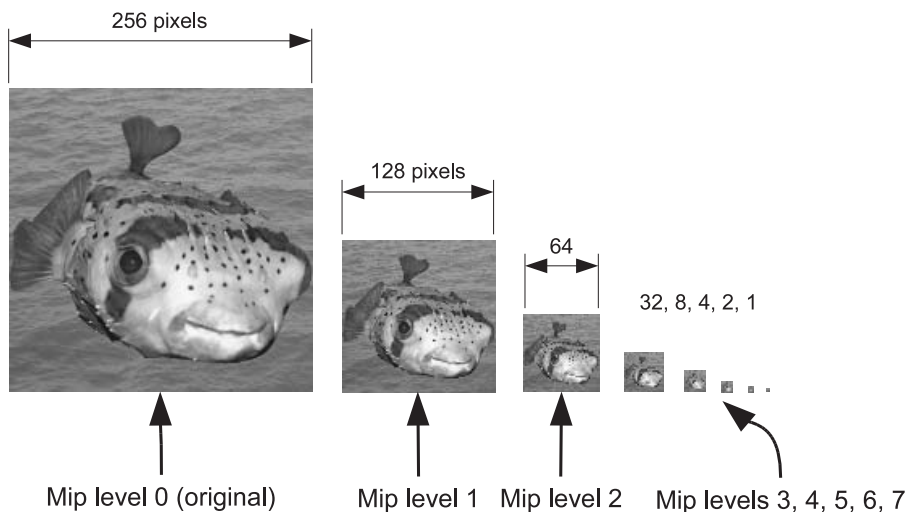 256 pixels
128 pixels
64
32, 8, 4, 2, 1
Mip level 0 (original)
Mip level 1
Mip level 2
Mip levels 3, 4, 5, 6, 7